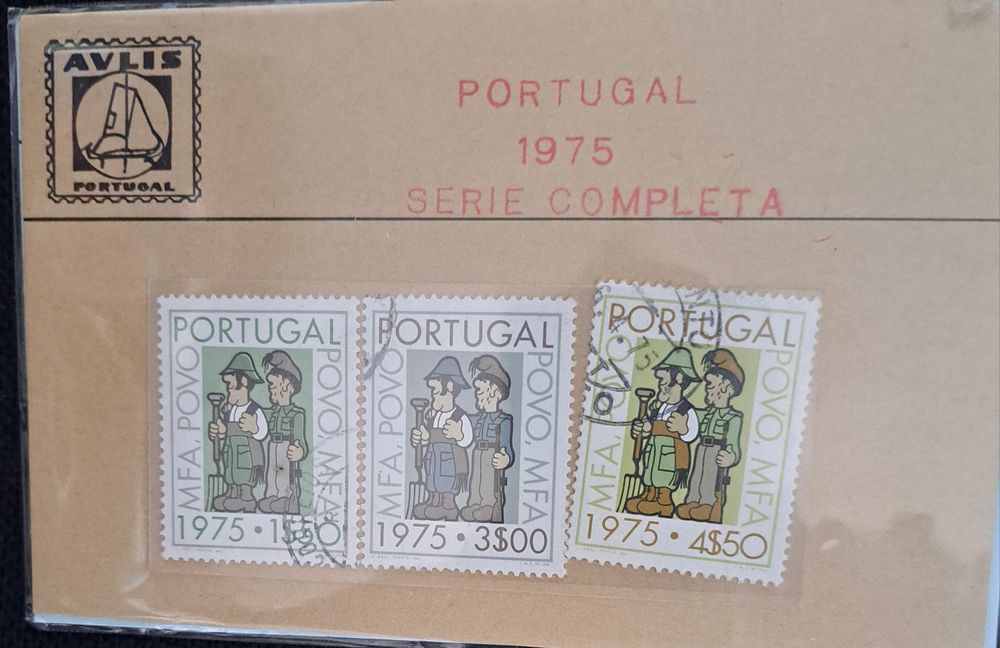 AVLIS
PORTUGAL
PORTUGAL
1975
SERIE COMPLETA
PORTUGAL
MFA, POVO
POVO, MFA
1975 • 1$50
PORTUGAL
MFA, POVO
POVO, MFA
1975 • 3$00
PORTUGAL
MFA, POVO
POVO, MFA
1975 • 4$50